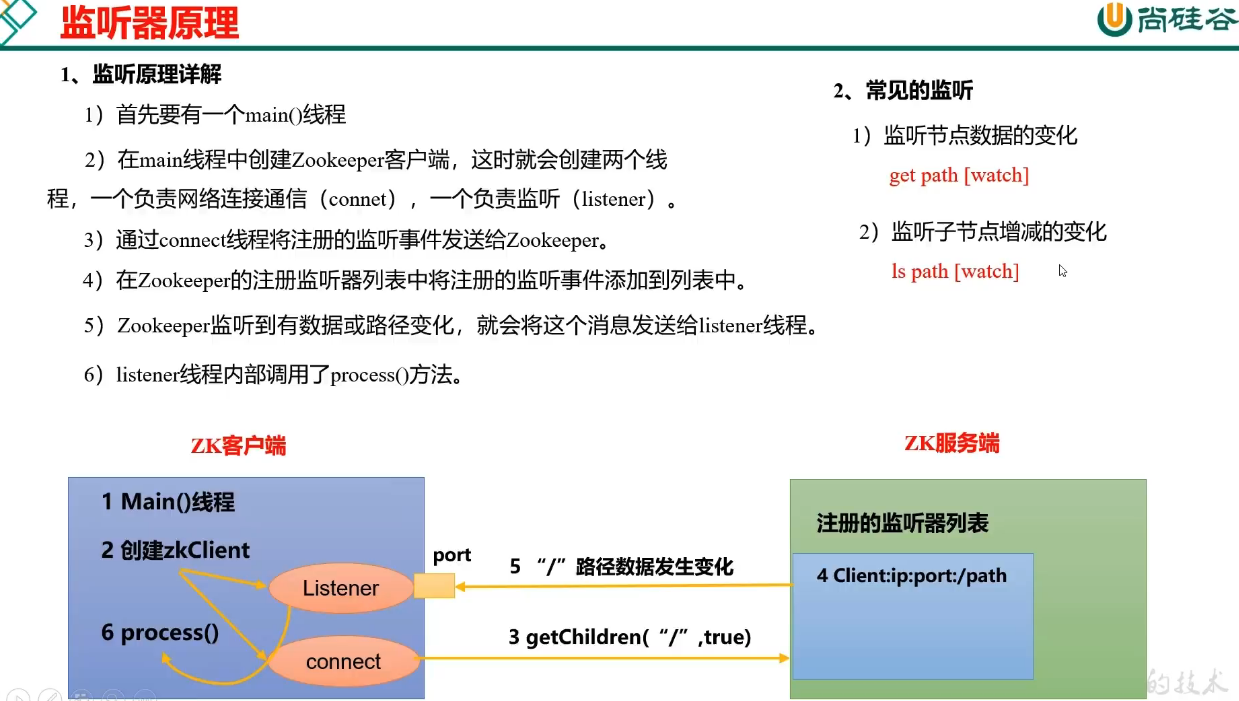 监听器原理
尚硅谷
1、监听原理详解
1）首先要有一个main()线程
2）在main线程中创建Zookeeper客户端，这时就会创建两个线
程，一个负责网络连接通信（connet），一个负责监听（listener）。
3）通过connect线程将注册的监听事件发送给Zookeeper。
4）在Zookeeper的注册监听器列表中将注册的监听事件添加到列表中。
5）Zookeeper监听到有数据或路径变化，就会将这个消息发送给listener线程。
6）listener线程内部调用了process()方法。
2、常见的监听
1）监听节点数据的变化
get path [watch]
2）监听子节点增减的变化
ls path [watch]
ZK客户端
1 Main()线程
2 创建zkClient
Listener
6 process()
connect
port
5 “/”路径数据发生变化
3 getChildren(“/”,true)
ZK服务端
注册的监听器列表
4 Client:ip:port:/path
的技术